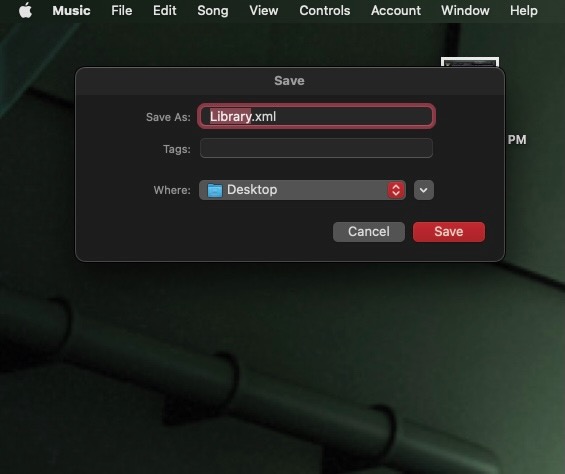 Music File Edit Song View Controls Account Window Help
Save
Save As: Library.xml
PM
Tags:
Where: Desktop
Cancel Save